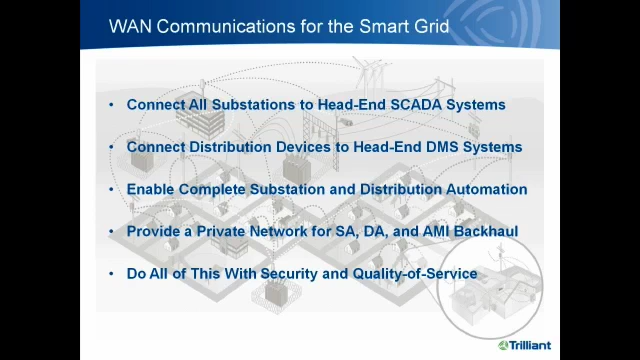 WAN Communications for the Smart Grid
• Connect All Substations to Head-End SCADA Systems
• Connect Distribution Devices to Head-End DMS Systems
• Enable Complete Substation and Distribution Automation
• Provide a Private Network for SA, DA, and AMI Backhaul
• Do All of This With Security and Quality-of-Service
Trilliant